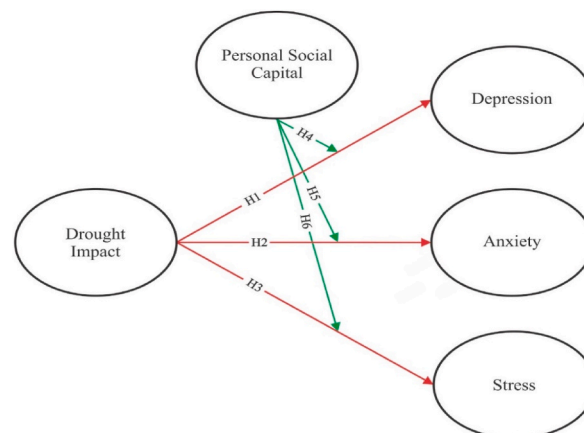 Personal Social
Capital
Depression
H4
H1
H5
H6
Drought
Impact
H2
Anxiety
H3
Stress